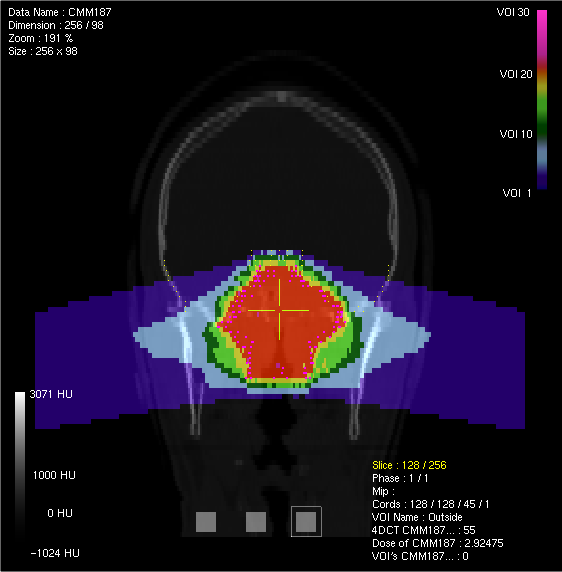 Data Name : CMM187
Dimension : 256 / 98
Zoom : 191 %
Size : 256 x 98
VOI 30
VOI 20
VOI 10
VOI 1
3071 HU
1000 HU
0 HU
-1024 HU
Slice : 128 / 256
Phase : 1 / 1
Mip :
Cords : 128 / 128 / 45 / 1
VOI Name : Outside
4DCT CMM187... : 55
Dose of CMM187 : 2.92475
VOI's CMM187... : 0